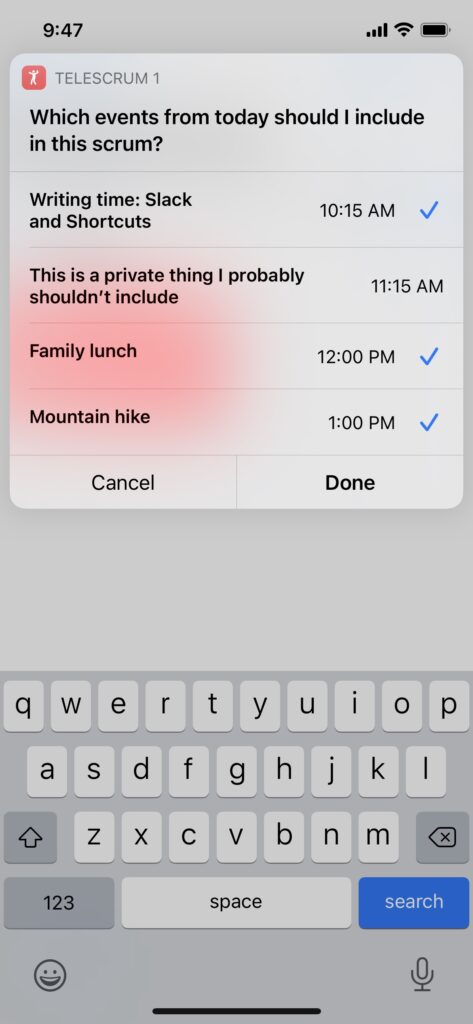 9:47
TELESCRUM 1
Which events from today should I include
in this scrum?
Writing time: Slack
and Shortcuts
10:15 AM
This is a private thing I probably
shouldn’t include
11:15 AM
Family lunch
12:00 PM
Mountain hike
1:00 PM
Cancel
Done
q w e r t y u i o p
a s d f g h j k l
z x c v b n m
123
space
search